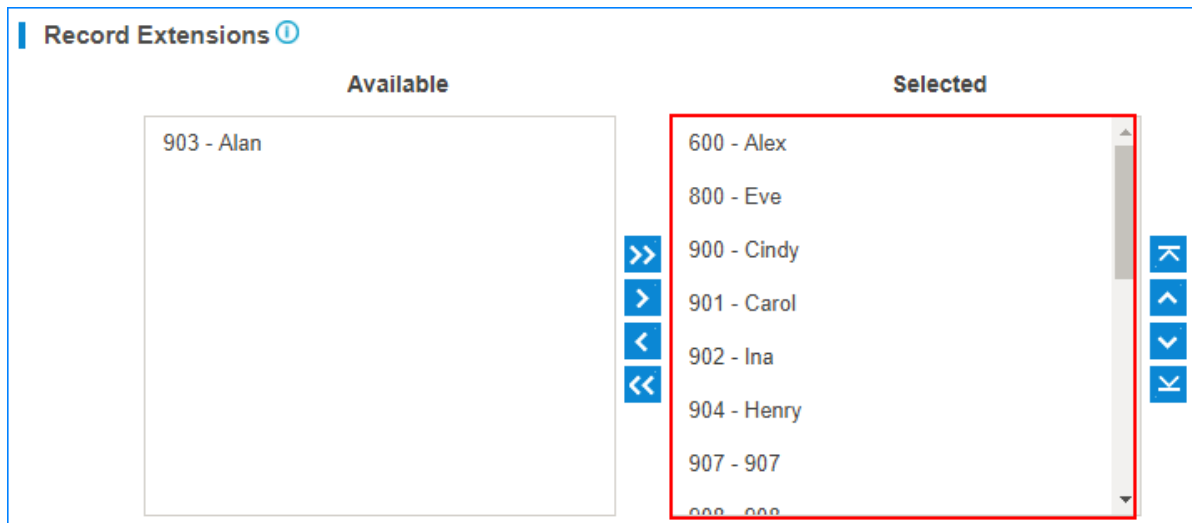 Record Extensions
Available
Selected
903 - Alan
600 - Alex
800 - Eve
900 - Cindy
901 - Carol
902 - Ina
904 - Henry
907 - 907